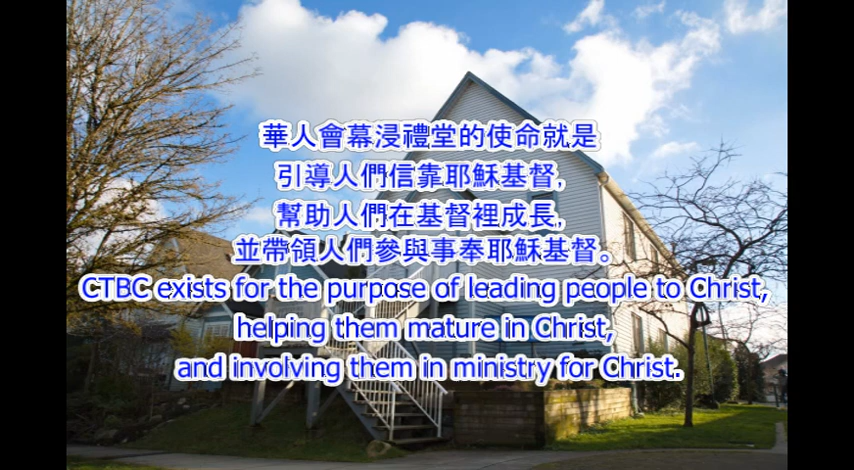 華人會幕浸禮堂的使命就是
引導人們信靠耶穌基督,
幫助人們在基督裡成長,
並帶領人們參與事奉耶穌基督。
CTBC exists for the purpose of leading people to Christ,
helping them mature in Christ,
and involving them in ministry for Christ.